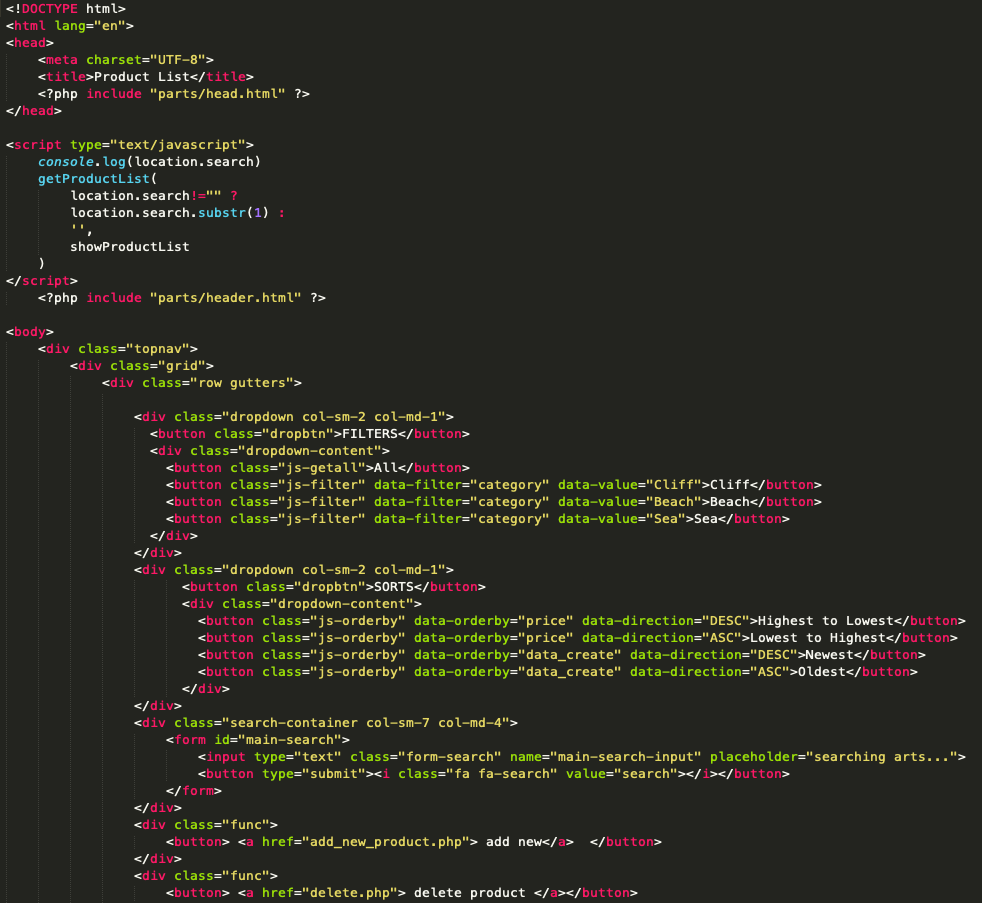 <!DOCTYPE html>
<html lang="en">
<head>
    <meta charset="UTF-8">
    <title>Product List</title>
    <?php include "parts/head.html" ?>
</head>

<script type="text/javascript">
    console.log(location.search)
    getProductList(
        location.search!="" ?
        location.search.substr(1) :
        '',
        showProductList
    )
</script>
    <?php include "parts/header.html" ?>

<body>
    <div class="topnav">
        <div class="grid">
            <div class="row gutters">

                <div class="dropdown col-sm-2 col-md-1">
                  <button class="dropbtn">FILTERS</button>
                  <div class="dropdown-content">
                    <button class="js-getall">All</button>
                    <button class="js-filter" data-filter="category" data-value="Cliff">Cliff</button>
                    <button class="js-filter" data-filter="category" data-value="Beach">Beach</button>
                    <button class="js-filter" data-filter="category" data-value="Sea">Sea</button>
                  </div>
                </div>
                <div class="dropdown col-sm-2 col-md-1">
                      <button class="dropbtn">SORTS</button>
                      <div class="dropdown-content">
                        <button class="js-orderby" data-orderby="price" data-direction="DESC">Highest to Lowest</button>
                        <button class="js-orderby" data-orderby="price" data-direction="ASC">Lowest to Highest</button>
                        <button class="js-orderby" data-orderby="data_create" data-direction="DESC">Newest</button>
                        <button class="js-orderby" data-orderby="data_create" data-direction="ASC">Oldest</button>
                      </div>
                </div>
                <div class="search-container col-sm-7 col-md-4">
                    <form id="main-search">
                        <input type="text" class="form-search" name="main-search-input" placeholder="searching arts...">
                        <button type="submit"><i class="fa fa-search" value="search"></i></button>
                    </form>
                </div>
                <div class="func">
                    <button> <a href="add_new_product.php"> add new</a>  </button>
                </div>
                <div class="func">
                    <button> <a href="delete.php"> delete product </a></button>